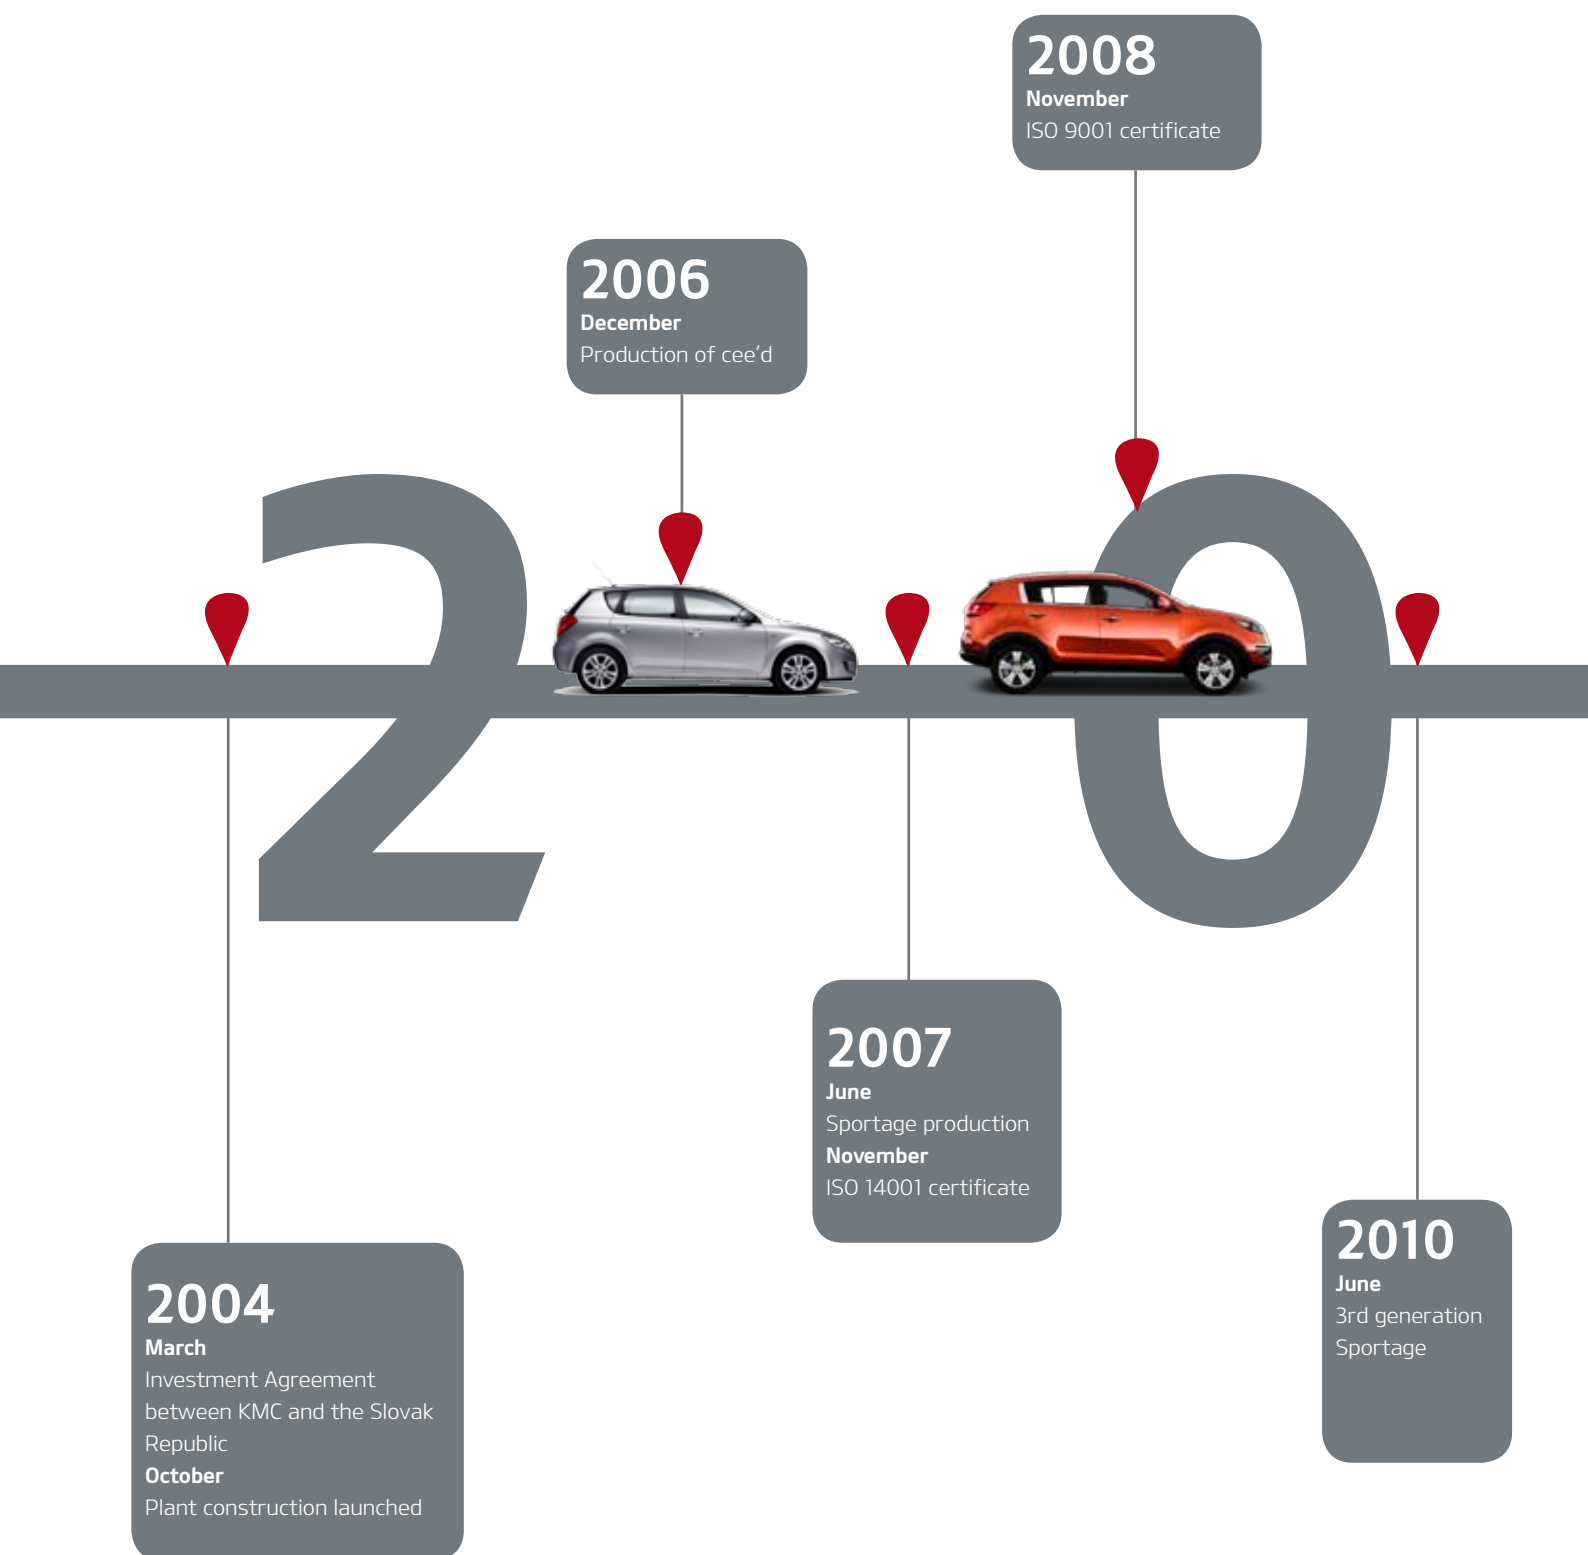 2008
November
ISO 9001 certificate
2006
December
Production of cee'd
20
2007
June
Sportage production
November
ISO 14001 certificate
2010
June
3rd generation
Sportage
2004
March
Investment Agreement
between KMC and the Slovak
Republic
October
Plant construction launched